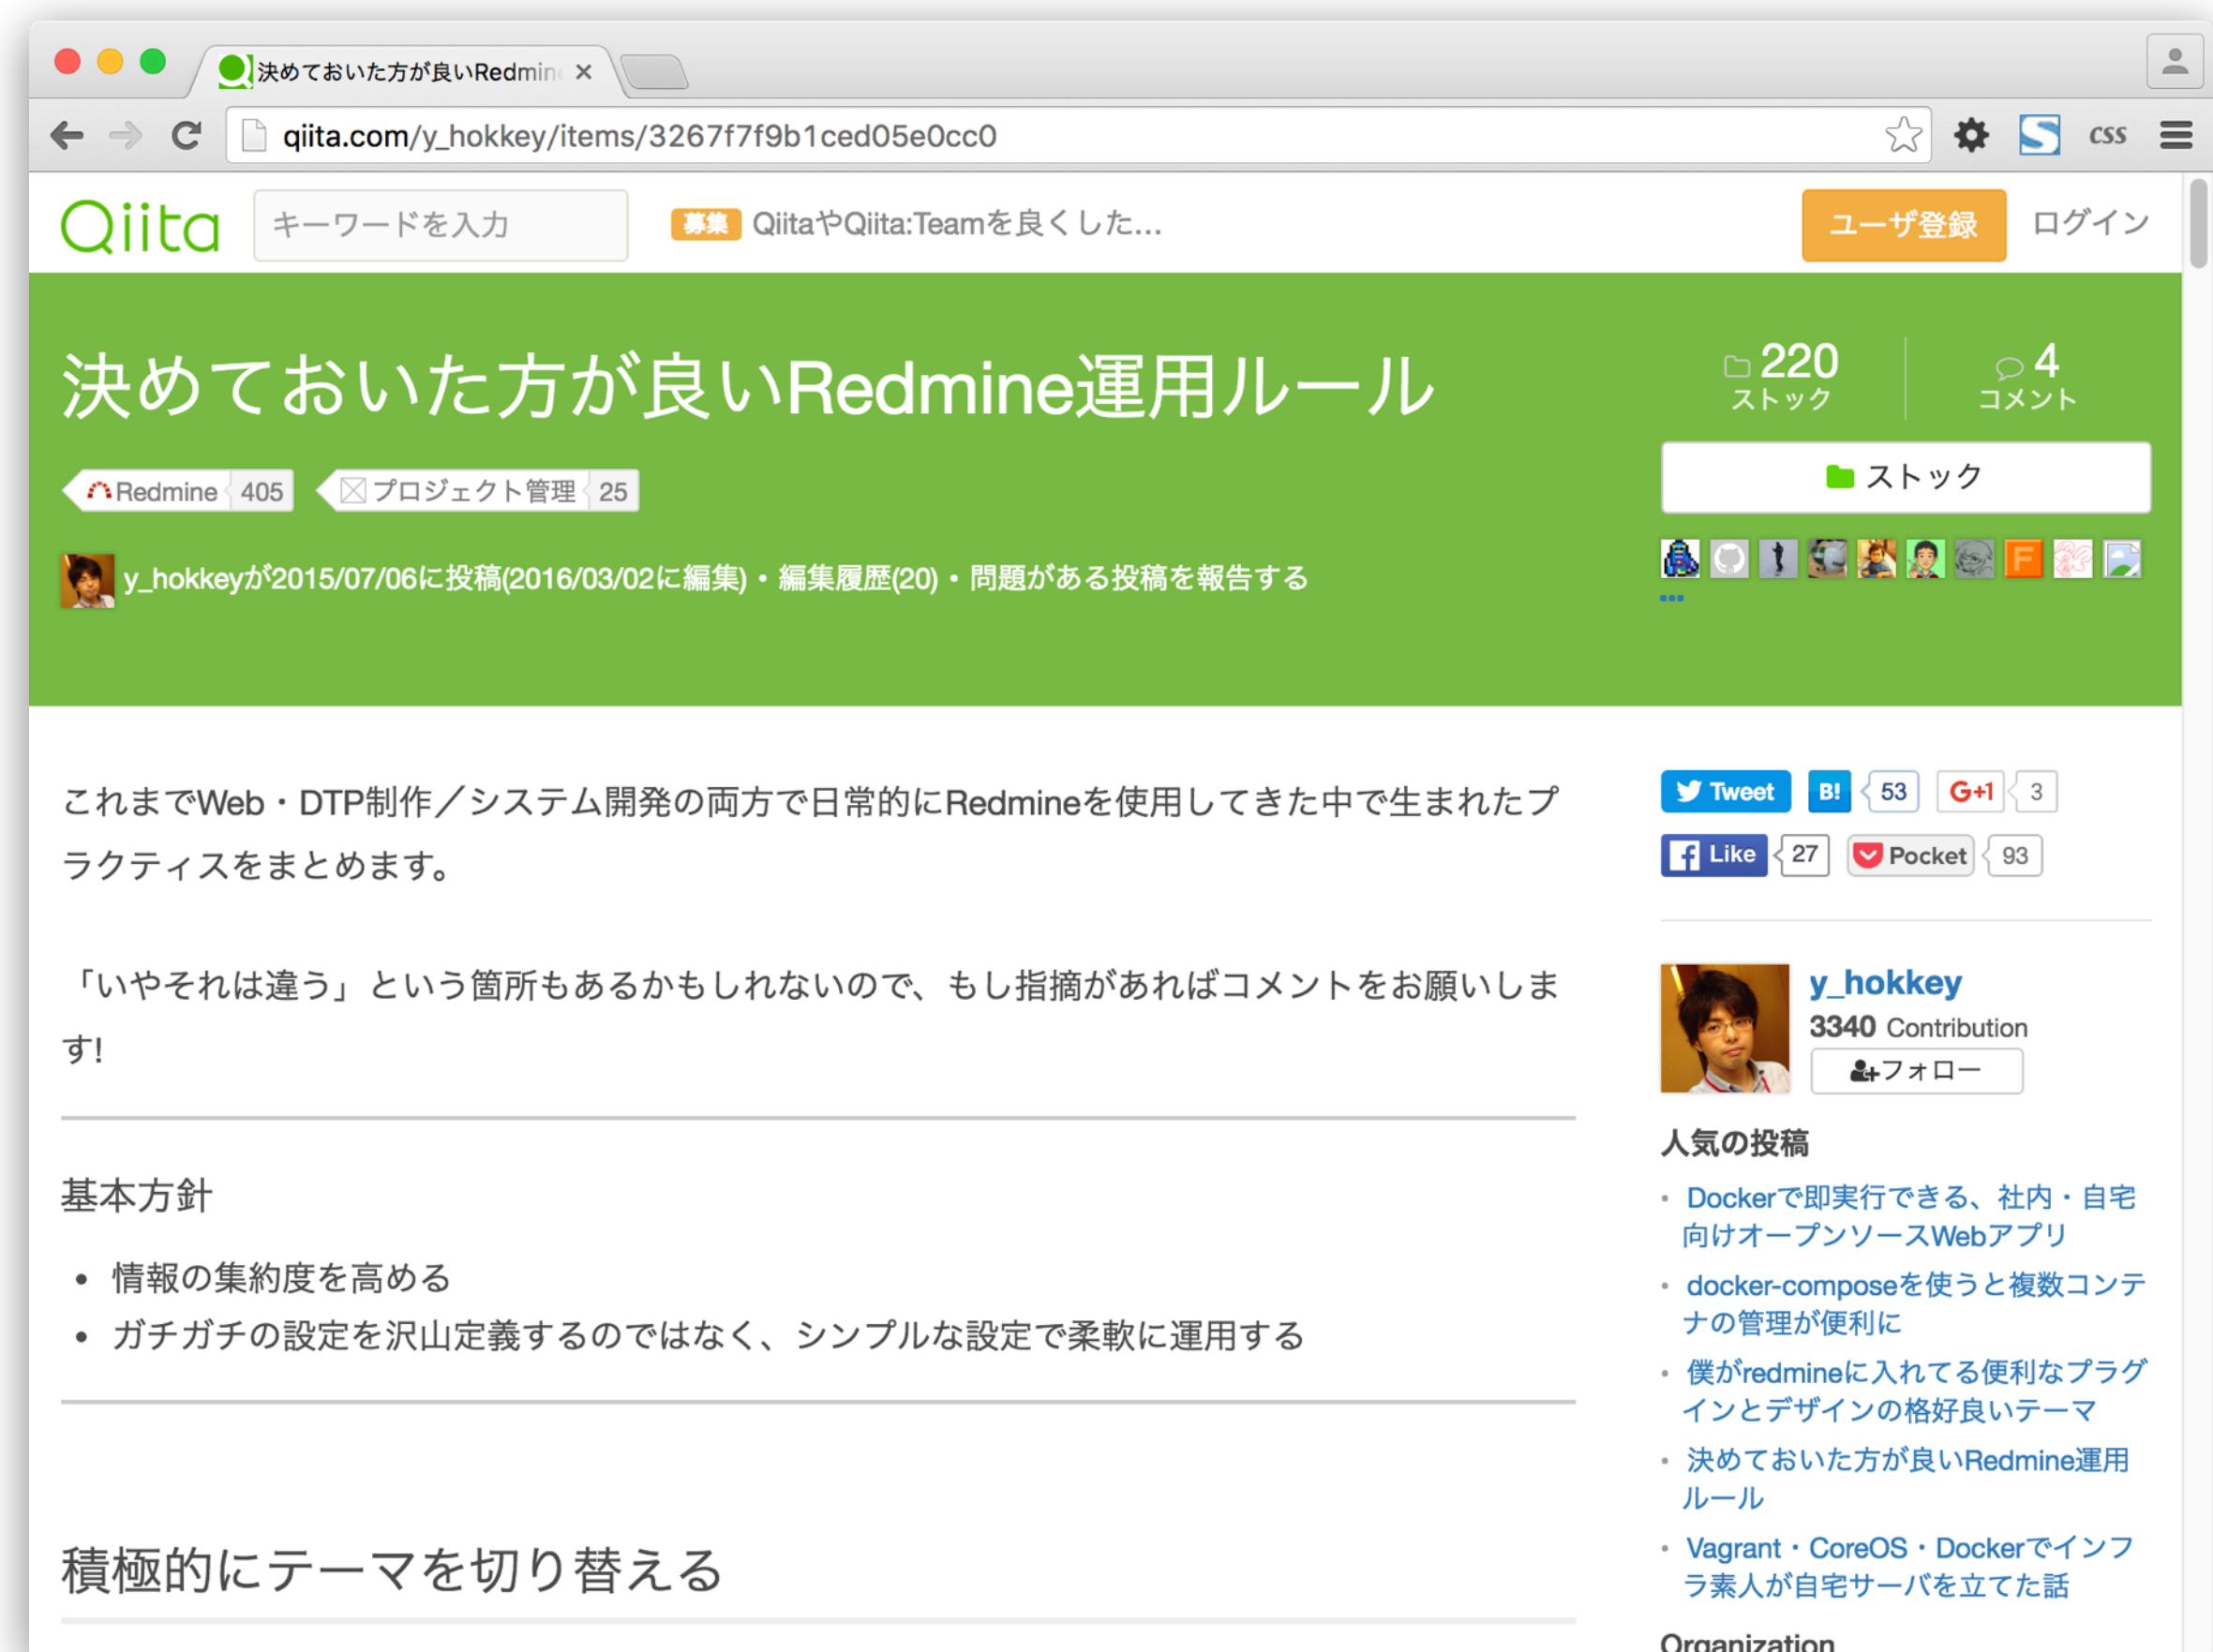 決めておいた方が良いRedmin
qiita.com/y_hokkey/items/3267f7f9b1ced05e0cc0
css
Qiita
キーワードを入力
募集 QiitaやQiita:Teamを良くした...
ユーザ登録
ログイン
決めておいた方が良いRedmine運用ルール
220
ストック
4
コメント
Redmine 405
プロジェクト管理 25
ストック
y_hokkeyが2015/07/06に投稿(2016/03/02に編集)・編集履歴(20)・問題がある投稿を報告する
F
...
これまでWeb・DTP制作／システム開発の両方で日常的にRedmineを使用してきた中で生まれたプ
ラクティスをまとめます。
「いやそれは違う」という箇所もあるかもしれないので、もし指摘があればコメントをお願いしま
す!
基本方針
• 情報の集約度を高める
• ガチガチの設定を沢山定義するのではなく、シンプルな設定で柔軟に運用する
積極的にテーマを切り替える
Tweet B! 53 G+1 3
Like 27 Pocket 93
y_hokkey
3340 Contribution
フォロー
人気の投稿
• Dockerで即実行できる、社内・自宅
向けオープンソースWebアプリ
• docker-composeを使うと複数コンテ
ナの管理が便利に
• 僕がredmineに入れてる便利なプラグ
インとデザインの格好良いテーマ
• 決めておいた方が良いRedmine運用
ルール
• Vagrant・CoreOS・Dockerでインフ
ラ素人が自宅サーバを立てた話
Organization